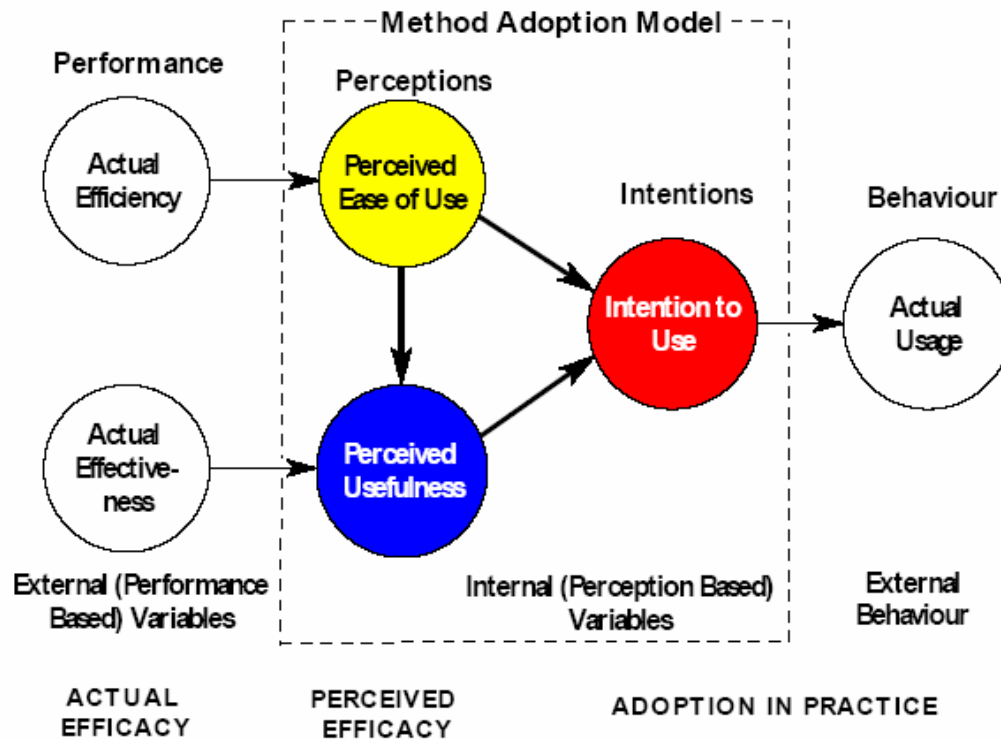 Method Adoption Model
Performance
Perceptions
Actual
Efficiency
Perceived
Ease of Use
Intentions
Behaviour
Intention to
Use
Actual
Usage
Actual
Effective-
ness
Perceived
Usefulness
External (Performance
Based) Variables
Internal (Perception Based)
Variables
External
Behaviour
ACTUAL
EFFICACY
PERCEIVED
EFFICACY
ADOPTION IN PRACTICE